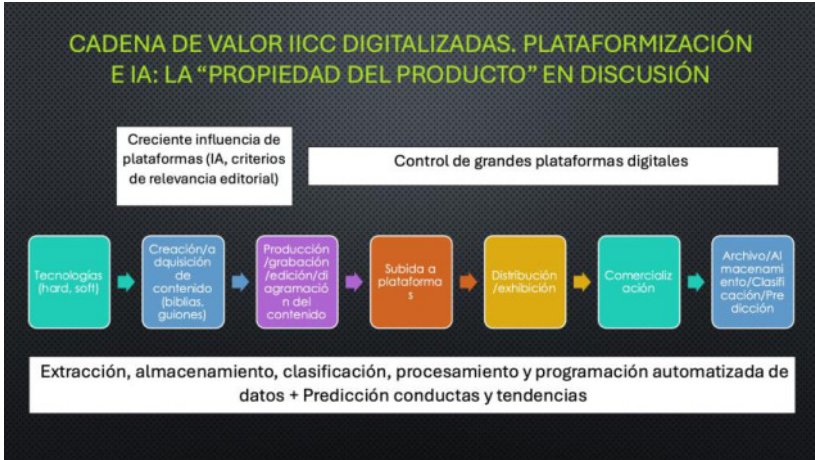 CADENA DE VALOR IICC DIGITALIZADAS. PLATAFORMIZACIÓN
E IA: LA “PROPIEDAD DEL PRODUCTO” EN DISCUSIÓN
Creciente influencia de
plataformas (IA, criterios
de relevancia editorial)
Control de grandes plataformas digitales
Tecnologías
(hard, soft)
Creación/a
dquisición
de
contenido
(biblias,
guiones)
Producción
/grabación
/edición/di
agramació
n del
contenido
Subida a
plataforma
s
Distribución
/exhibición
Comercializ
ación
Archivo/Al
macenami
ento/Clasifi
cación/Pre
dicción
Extracción, almacenamiento, clasificación, procesamiento y programación automatizada de
datos + Predicción conductas y tendencias